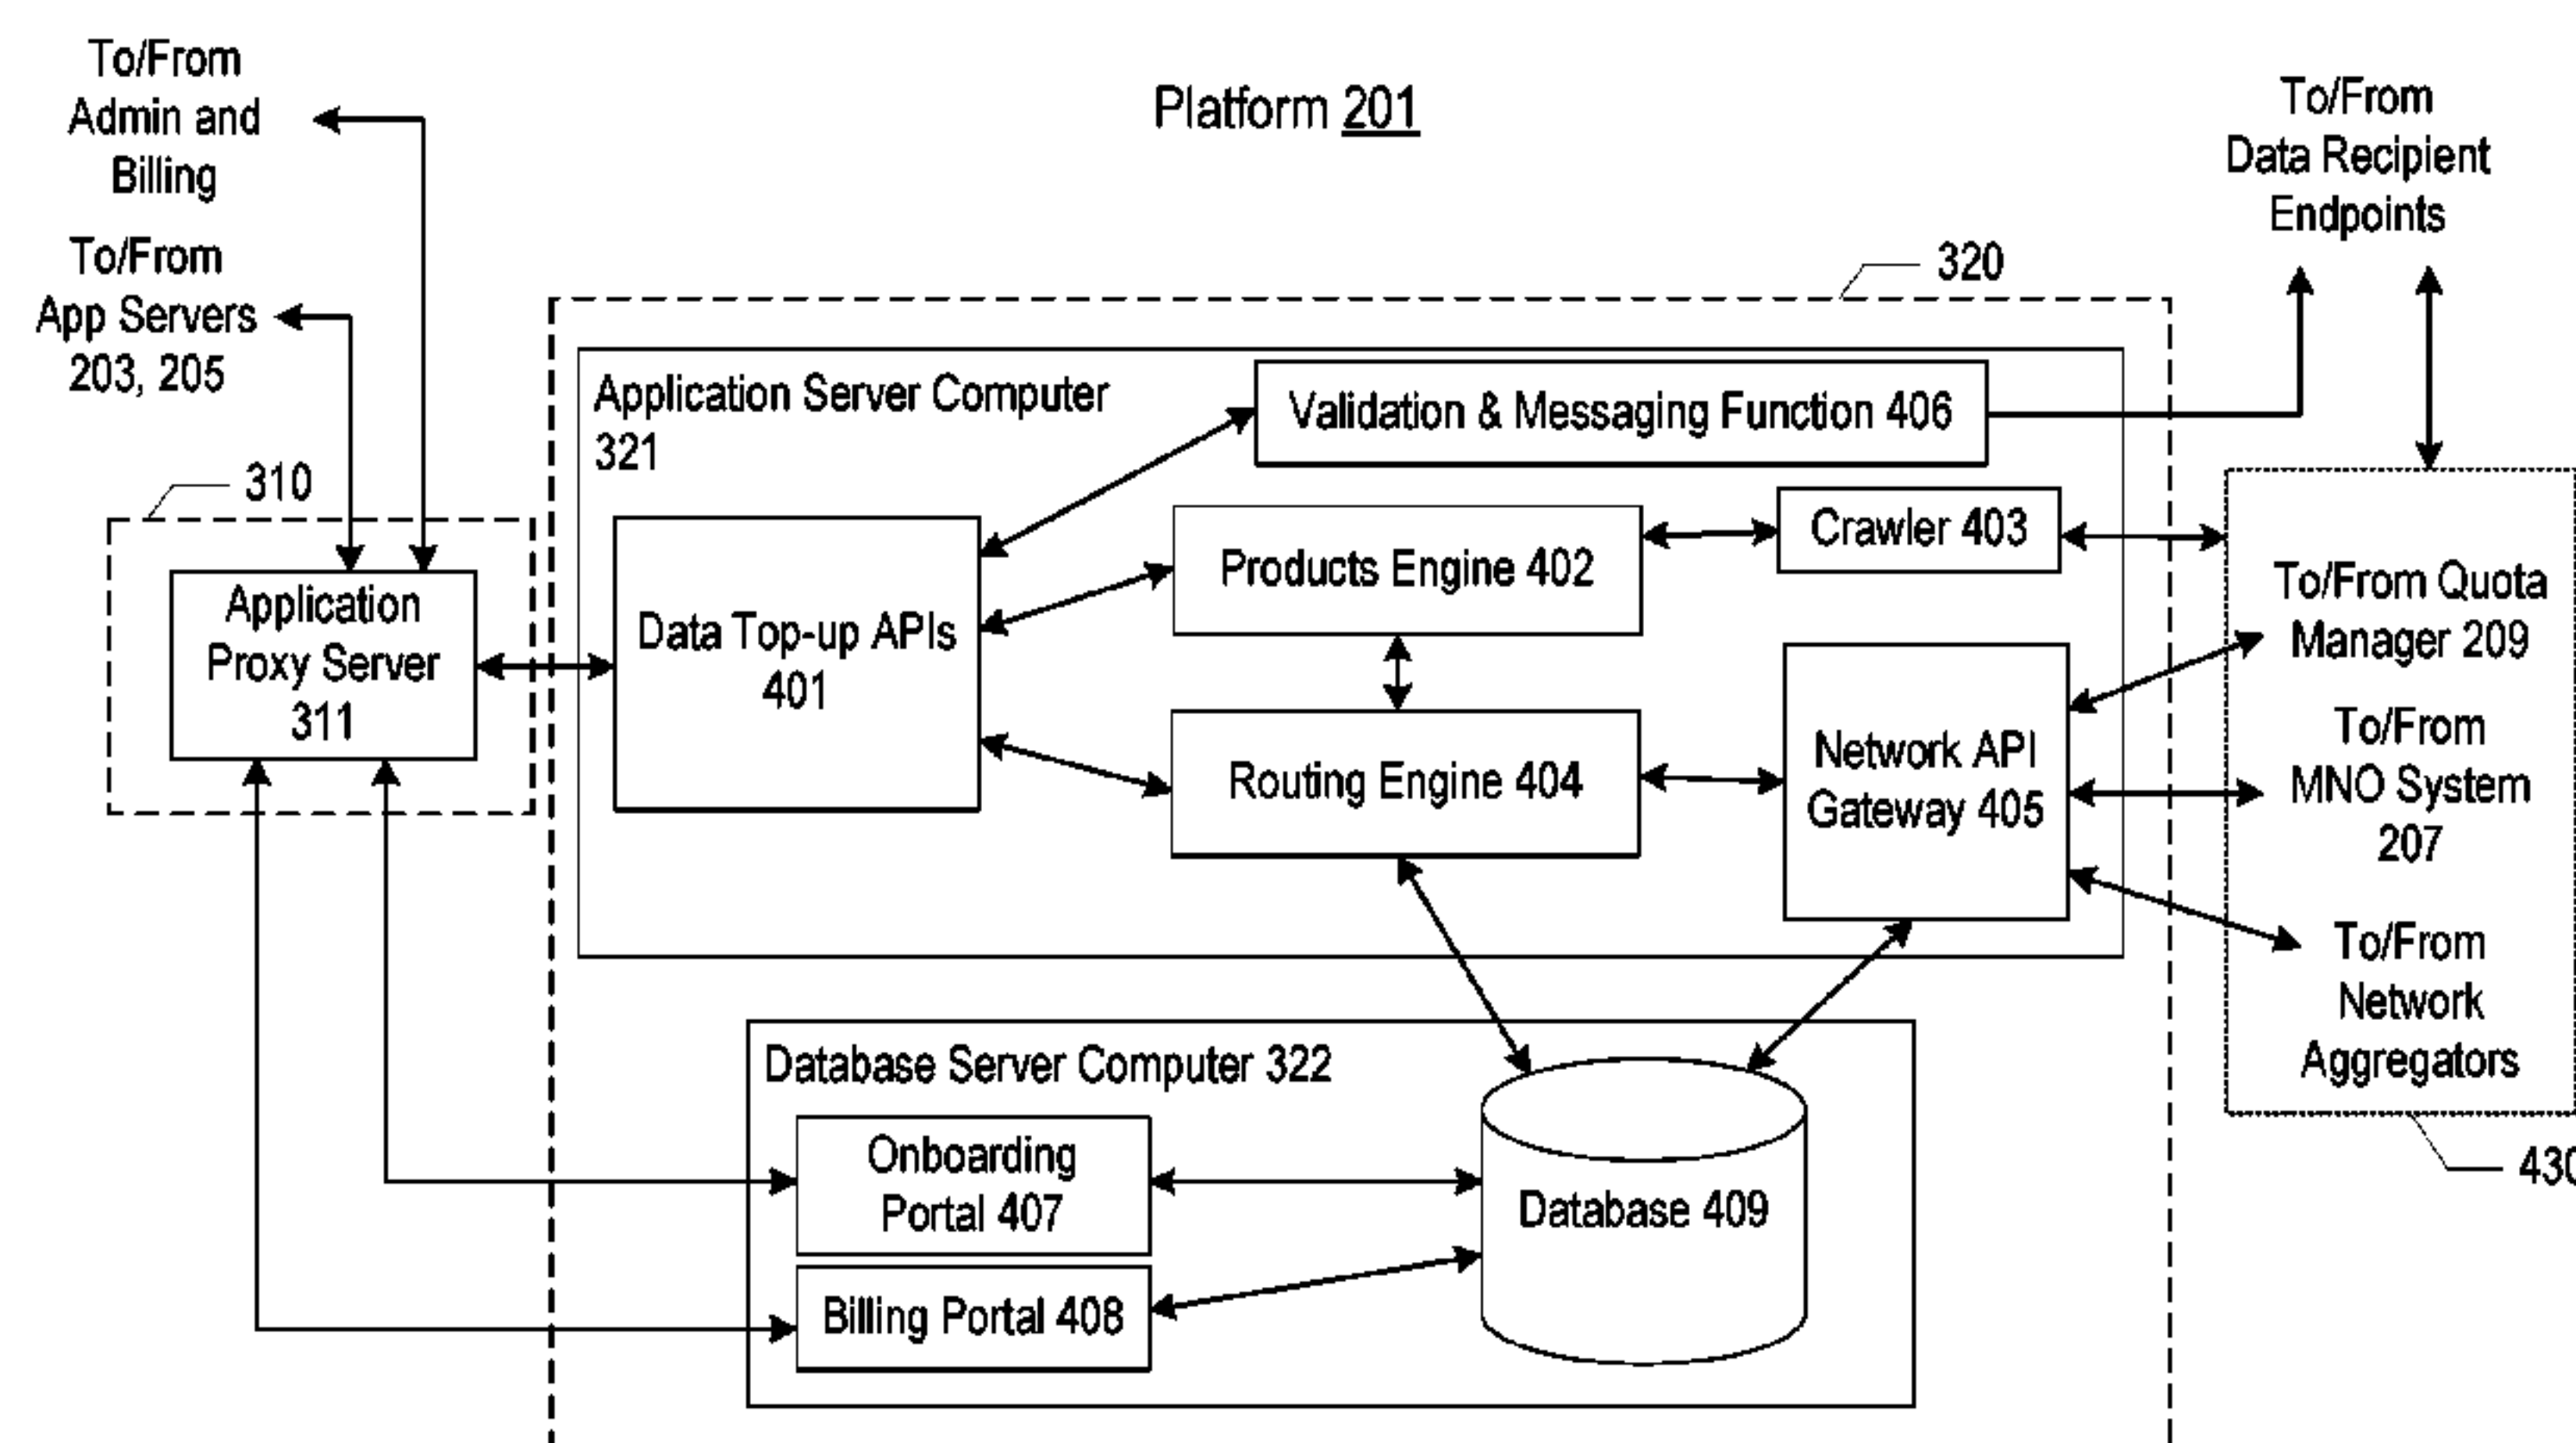 To/From
Admin and
Billing
To/From
App Servers
203, 205
Platform 201
To/From
Data Recipient
Endpoints
320
310
Application Server Computer
321
Validation & Messaging Function 406
Application
Proxy Server
311
Data Top-up APIs
401
Products Engine 402
Crawler 403
Routing Engine 404
Network API
Gateway 405
To/From Quota
Manager 209
To/From
MNO System
207
To/From
Network
Aggregators
430
Database Server Computer 322
Onboarding
Portal 407
Billing Portal 408
Database 409